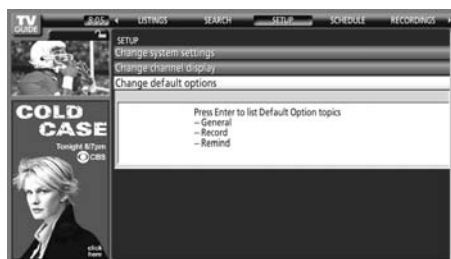 TV GUIDE 8:05 LISTINGS SEARCH SETUP SCHEDULE RECORDINGS
SETUP
Change system settings
Change channel display
Change default options
Press Enter to list Default Option topics
– General
– Record
– Remind
COLD
CASE
Tonight 8/7pm
CBS
click
here